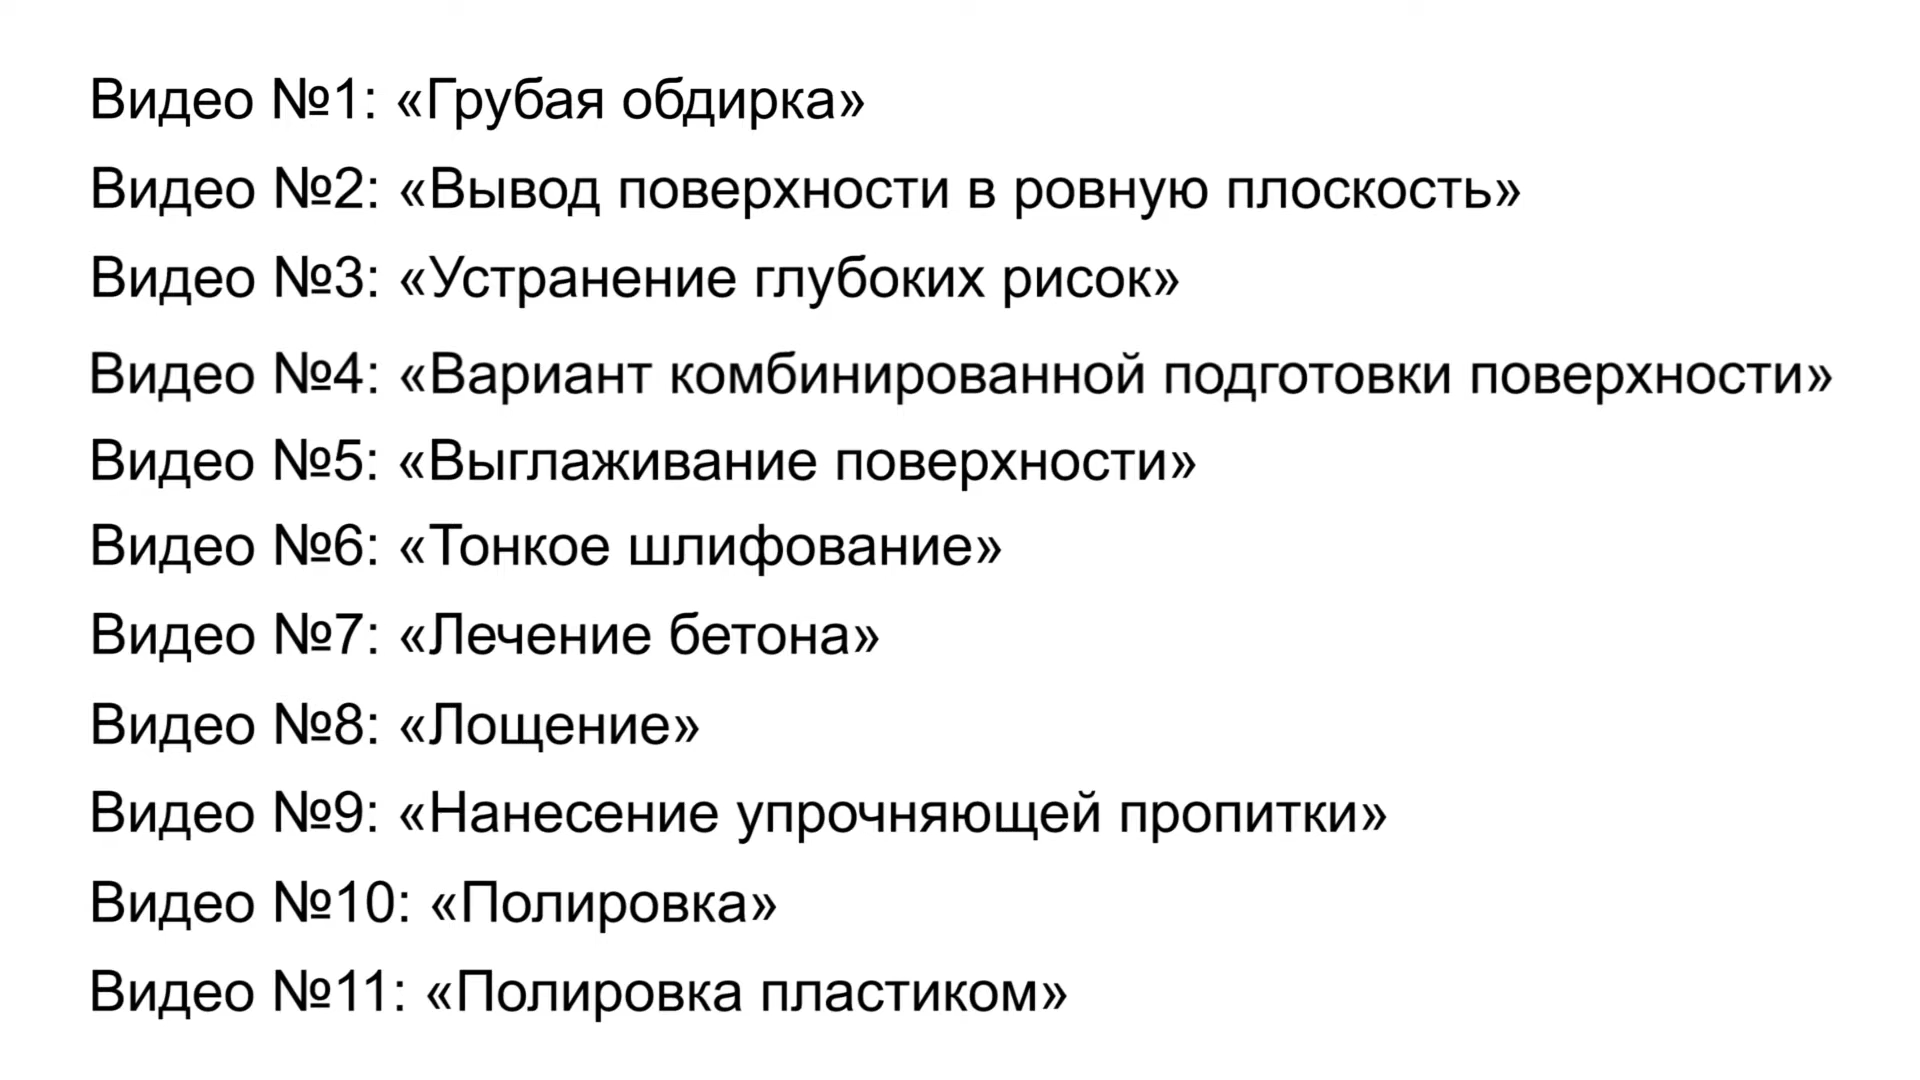 Видео №1: «Грубая обдирка»
Видео №2: «Вывод поверхности в ровную плоскость»
Видео №3: «Устранение глубоких рисок»
Видео №4: «Вариант комбинированной подготовки поверхности»
Видео №5: «Выглаживание поверхности»
Видео №6: «Тонкое шлифование»
Видео №7: «Лечение бетона»
Видео №8: «Лощение»
Видео №9: «Нанесение упрочняющей пропитки»
Видео №10: «Полировка»
Видео №11: «Полировка пластиком»